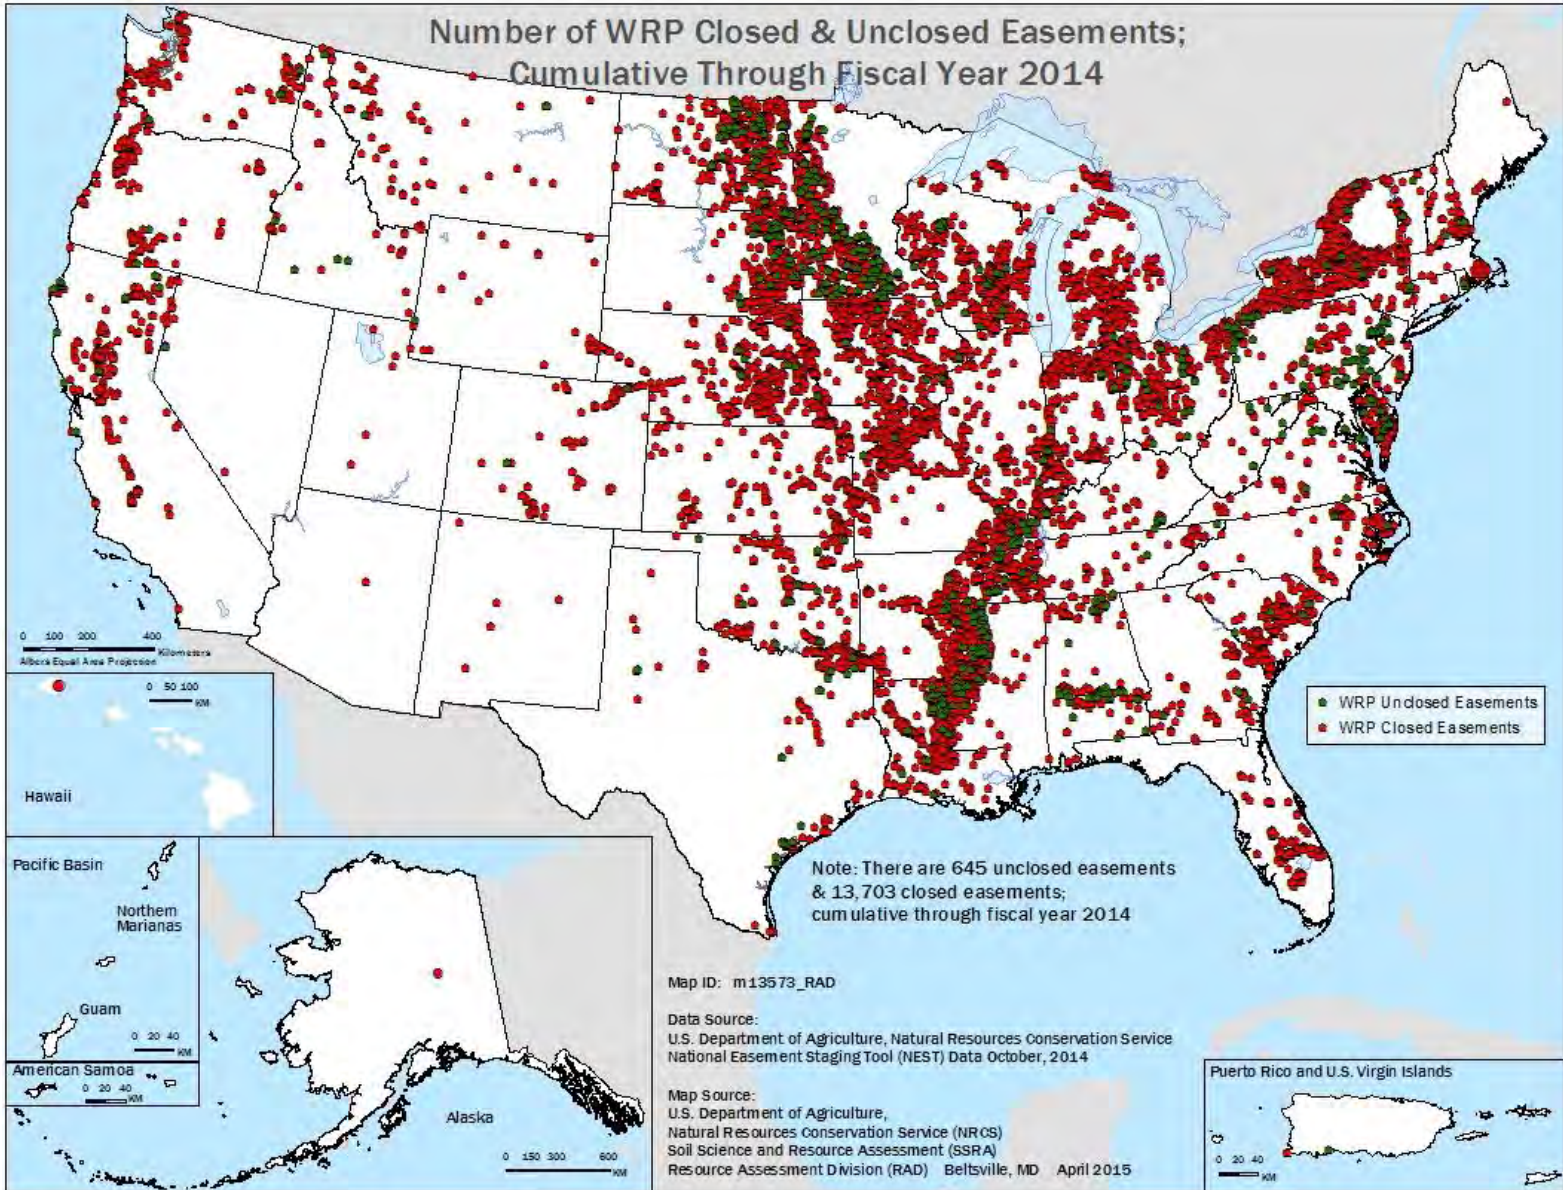 Number of WRP Closed & Unclosed Easements;
Cumulative Through Fiscal Year 2014
0 100 200 400
Kilometers
Albers Equal Area Projection
0 50 100
KM
Hawaii
WRP Unclosed Easements
WRP Closed Easements
Pacific Basin
Northern
Marianas
Guam
0 20 40
KM
American Samoa
0 20 40
KM
Alaska
0 150 300 600
KM
Note: There are 645 unclosed easements
& 13,703 closed easements;
cumulative through fiscal year 2014
Map ID: m13573_RAD
Data Source:
U.S. Department of Agriculture, Natural Resources Conservation Service
National Easement Staging Tool (NEST) Data October, 2014
Map Source:
U.S. Department of Agriculture,
Natural Resources Conservation Service (NRCS)
Soil Science and Resource Assessment (SSRA)
Resource Assessment Division (RAD) Beltsville, MD April 2015
Puerto Rico and U.S. Virgin Islands
0 20 40
KM